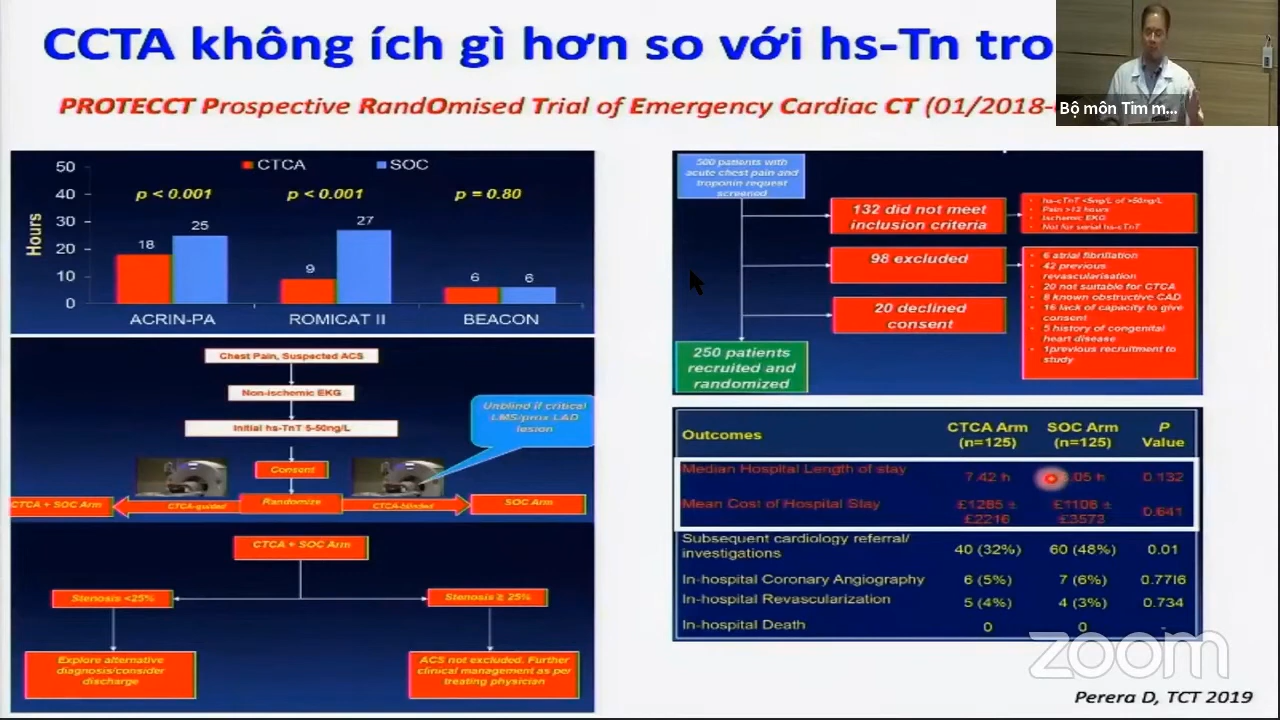 CCTA không ích gì hơn so với hs-Tn tro
PROTECCT Prospective RandOmised Trial of Emergency Cardiac CT (01/2018-
Bộ môn Tim m...
50
40
30
20
10
0
Hours
CTCA
SOC
p < 0.001
p < 0.001
p = 0.80
18
25
9
27
6
6
ACRIN-PA
ROMICAT II
BEACON
Chest Pain, Suspected ACS
Non-ischemic EKG
Initial hs-TnT 5-50ng/L
Unblind if critical
LMS/prox LAD
lesion
Consent
Randomize
CTCA + SOC Arm
CTCA-guided
CTCA-blinded
SOC Arm
CTCA + SOC Arm
Stenosis <25%
Stenosis ≥ 25%
Explore alternative
diagnosis/consider
discharge
ACS not excluded. Further
clinical management as per
treating physician
500 patients with
acute chest pain and
troponin request
screened
132 did not meet
inclusion criteria
hs-cTnT <5ng/L of >50ng/L
Pain >12 hours
Ischemic EKG
Not for serial hs-cTnT
98 excluded
6 atrial fibrillation
42 previous
revascularisation
20 not suitable for CTCA
8 known obstructive CAD
16 lack of capacity to give
consent
5 history of congenital
heart disease
1previous recruitment to
study
20 declined
consent
250 patients
recruited and
randomized
Outcomes
CTCA Arm
(n=125)
SOC Arm
(n=125)
P
Value
Median Hospital Length of stay
7.42 h
.05 h
0.132
Mean Cost of Hospital Stay
£1285 ±
£2216
£1108 ±
£3573
0.641
Subsequent cardiology referral/
investigations
40 (32%)
60 (48%)
0.01
In-hospital Coronary Angiography
6 (5%)
7 (6%)
0.7716
In-hospital Revascularization
5 (4%)
4 (3%)
0.734
In-hospital Death
0
0
-
zoom
Perera D, TCT 2019